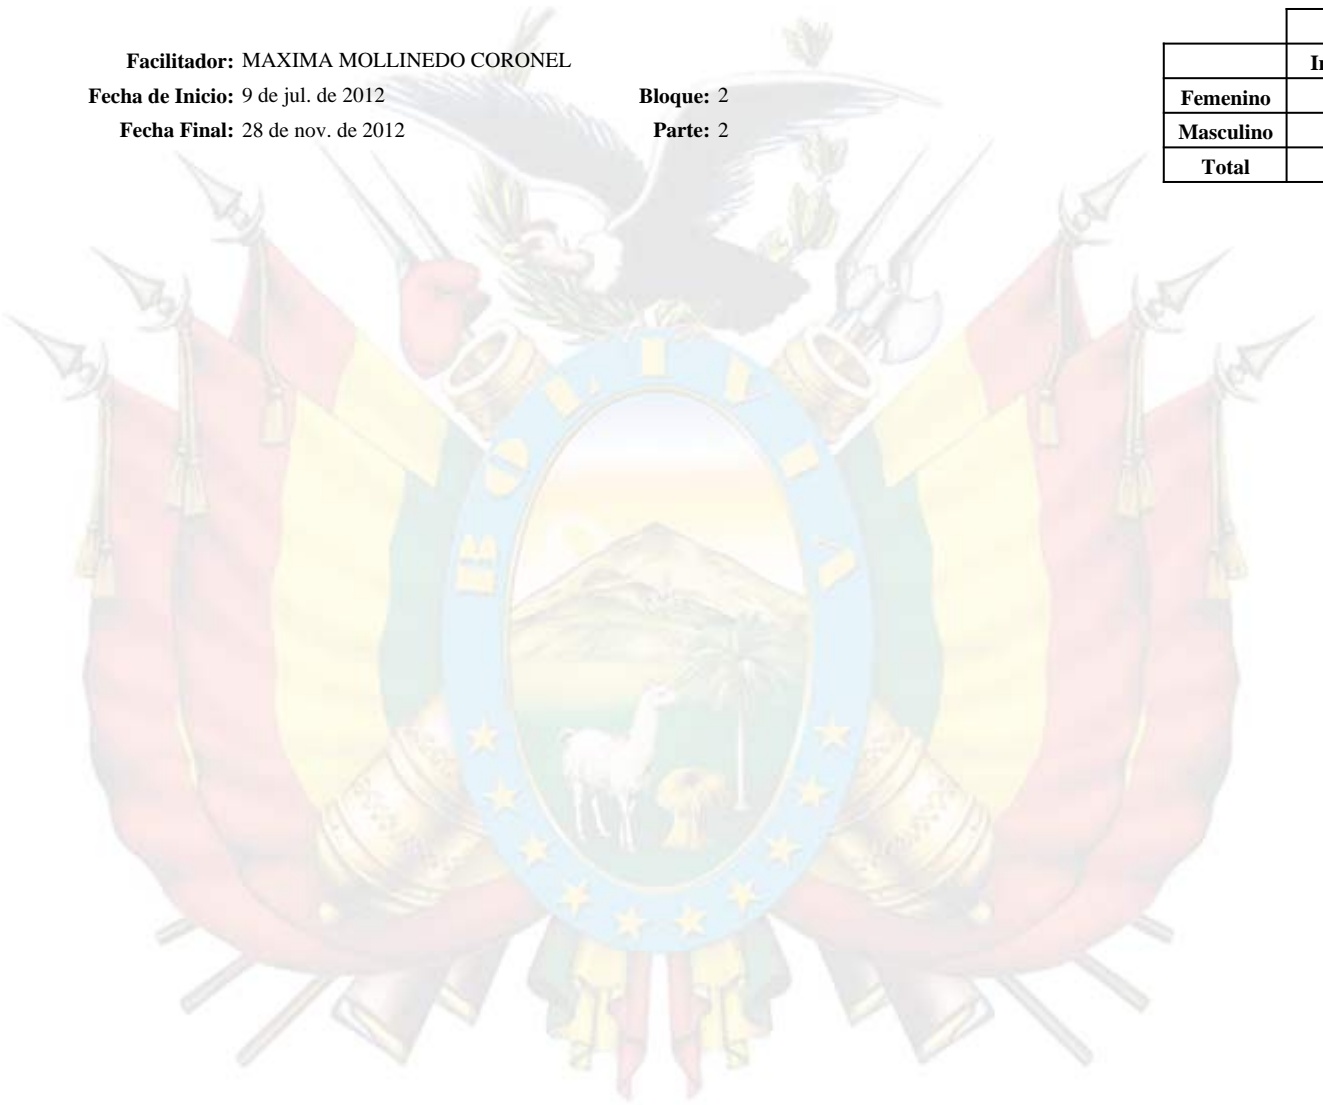 Facilitador: MAXIMA MOLLINEDO CORONEL
Fecha de Inicio: 9 de jul. de 2012 Bloque: 2
Fecha Final: 28 de nov. de 2012 Parte: 2
Femenino
Masculino
Total
BOLIVIA